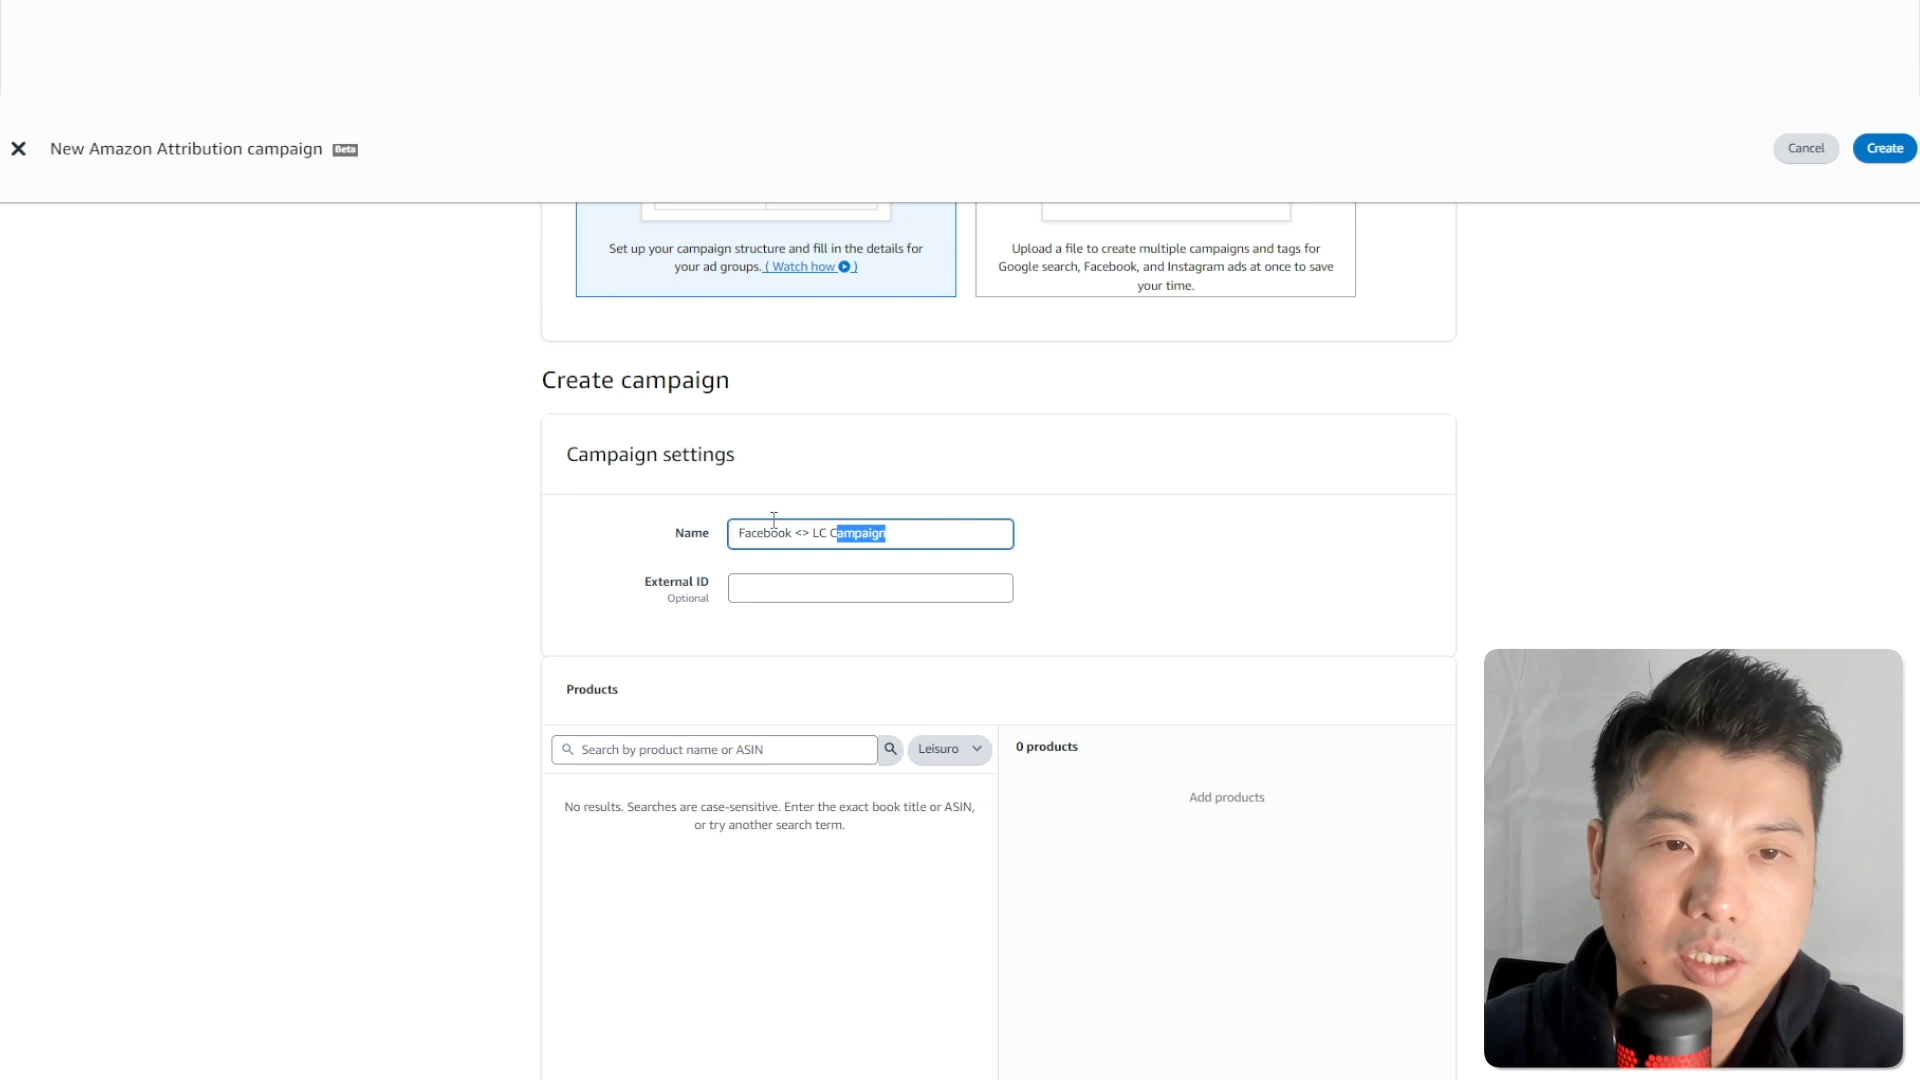 New Amazon Attribution campaign Beta
Cancel
Create
Set up your campaign structure and fill in the details for
your ad groups. ( Watch how )
Upload a file to create multiple campaigns and tags for
Google search, Facebook, and Instagram ads at once to save
your time.
Create campaign
Campaign settings
Name
Facebook <> LC Campaign
External ID
Optional
Products
Search by product name or ASIN
Leisuro
0 products
No results. Searches are case-sensitive. Enter the exact book title or ASIN,
or try another search term.
Add products